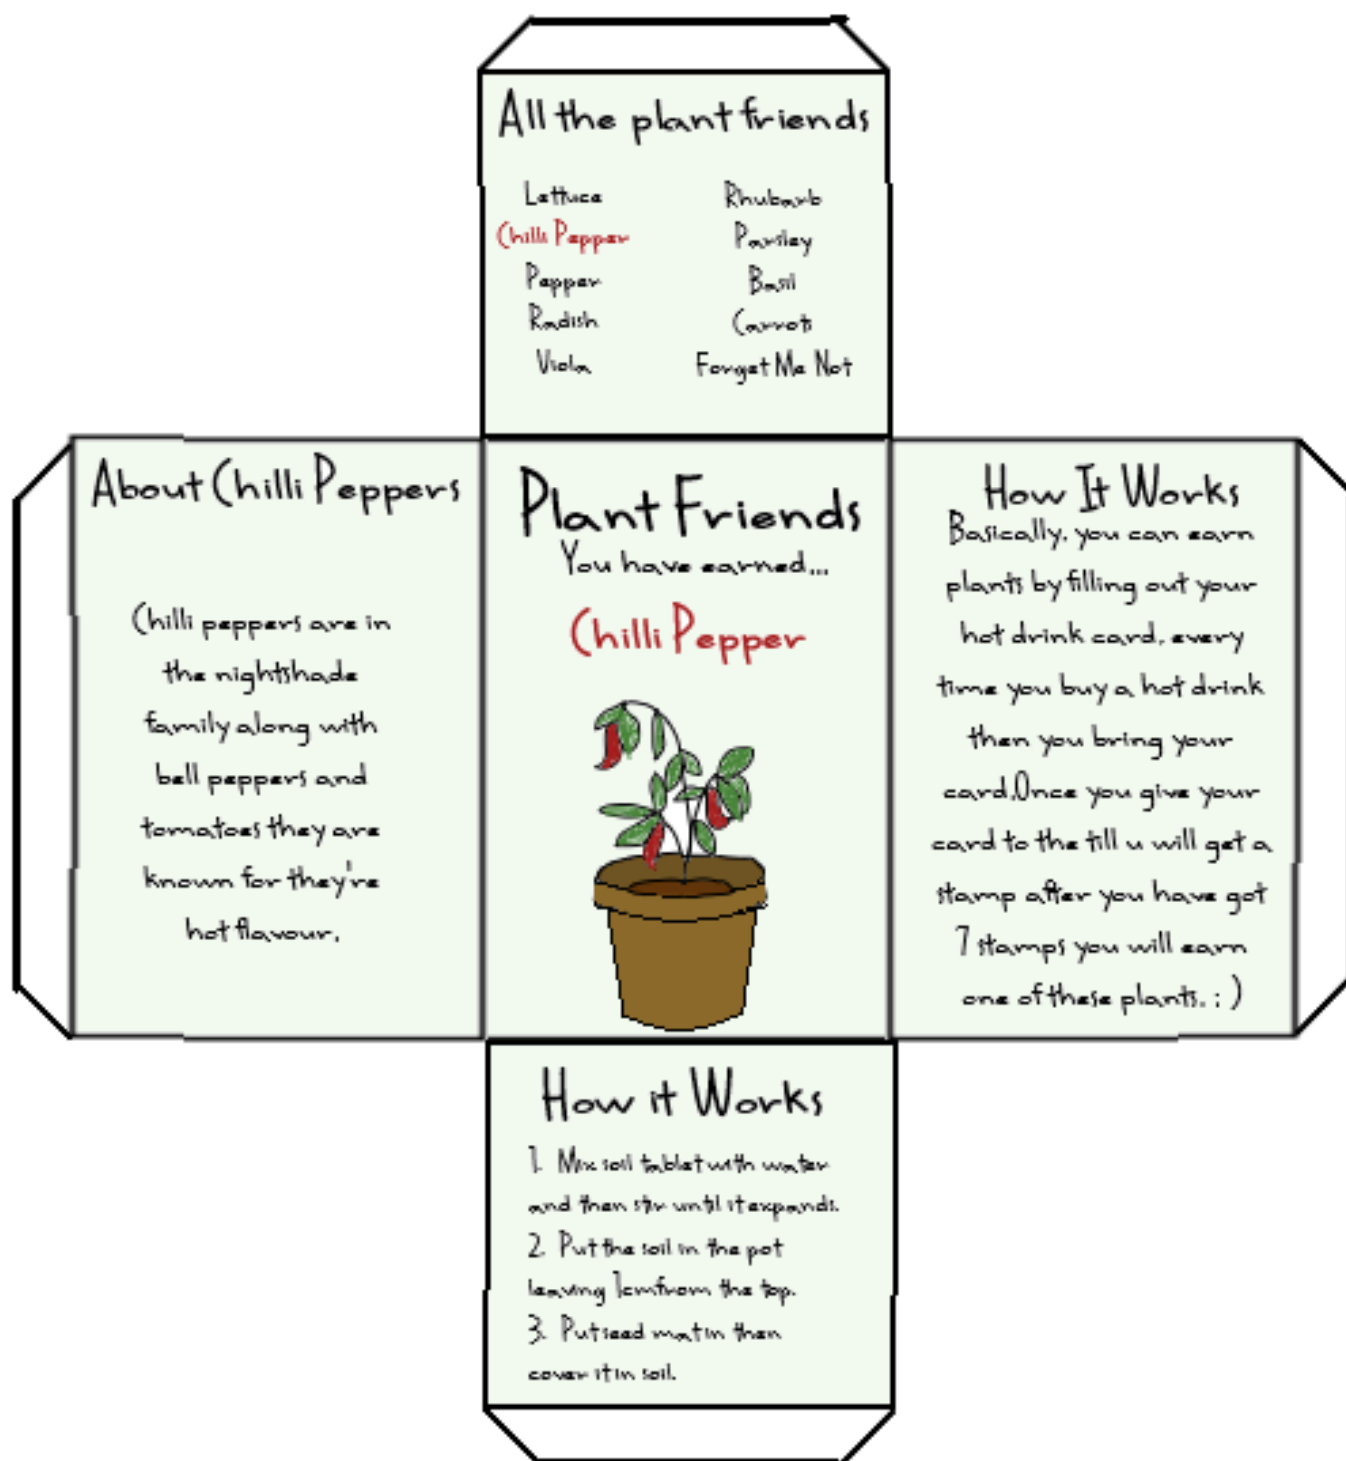 All the plant friends
Lettuce
Chilli Pepper
Pepper
Radish
Viola
Rhubarb
Parsley
Basil
Carrots
Forget Me Not
About Chilli Peppers
Chilli peppers are in
the nightshade
family along with
bell peppers and
tomatoes they are
known for they're
hot flavour.
Plant Friends
You have earned...
Chilli Pepper
How It Works
Basically, you can earn
plants by filling out your
hot drink card, every
time you buy a hot drink
then you bring your
card.Once you give your
card to the till u will get a
stamp after you have got
7 stamps you will earn
one of these plants. : )
How it Works
1. Mix soil tablet with water
and then stir until it expands.
2. Put the soil in the pot
leaving 1cm from the top.
3. Put seed mat in then
cover it in soil.